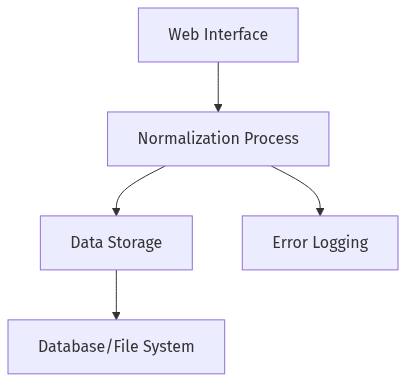 Web Interface
Normalization Process
Data Storage
Error Logging
Database/File System